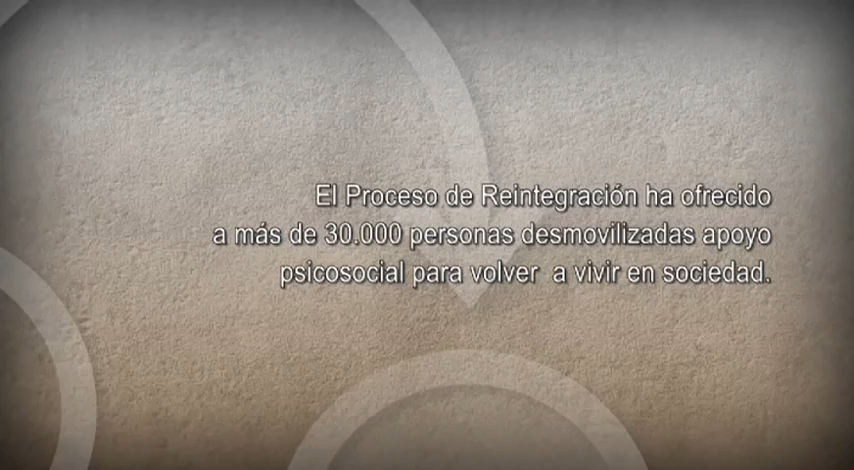 El Proceso de Reintegración ha ofrecido
a más de 30.000 personas desmovilizadas apoyo
psicosocial para volver  a vivir en sociedad.